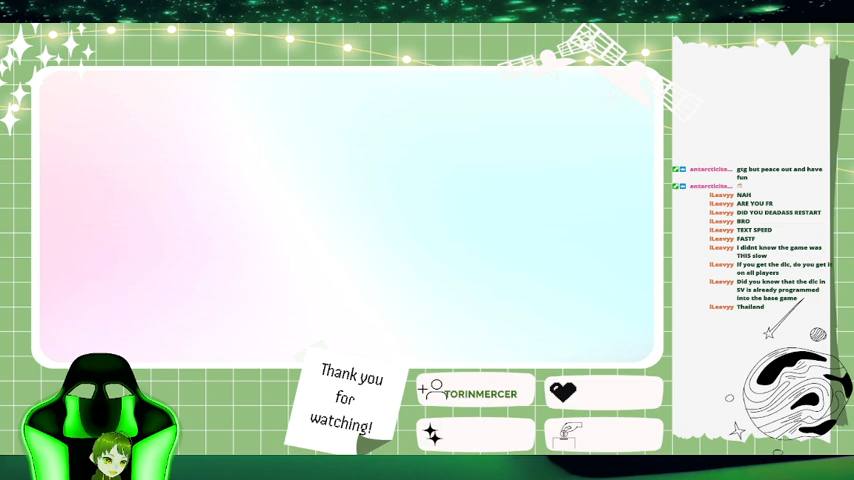 antarcticite... gtg but peace out and have
fun
antarcticite...
lLeavyy NAH
lLeavyy ARE YOU FR
lLeavyy DID YOU DEADASS RESTART
lLeavyy BRO
lLeavyy TEXT SPEED
lLeavyy FASTF
lLeavyy I didnt know the game was
THIS slow
lLeavyy If you get the dlc, do you get it
on all players
lLeavyy Did you know that the dlc in
SV is already programmed
into the base game
lLeavyy Thailand
Thank you
for
watching!
TORINMERCER